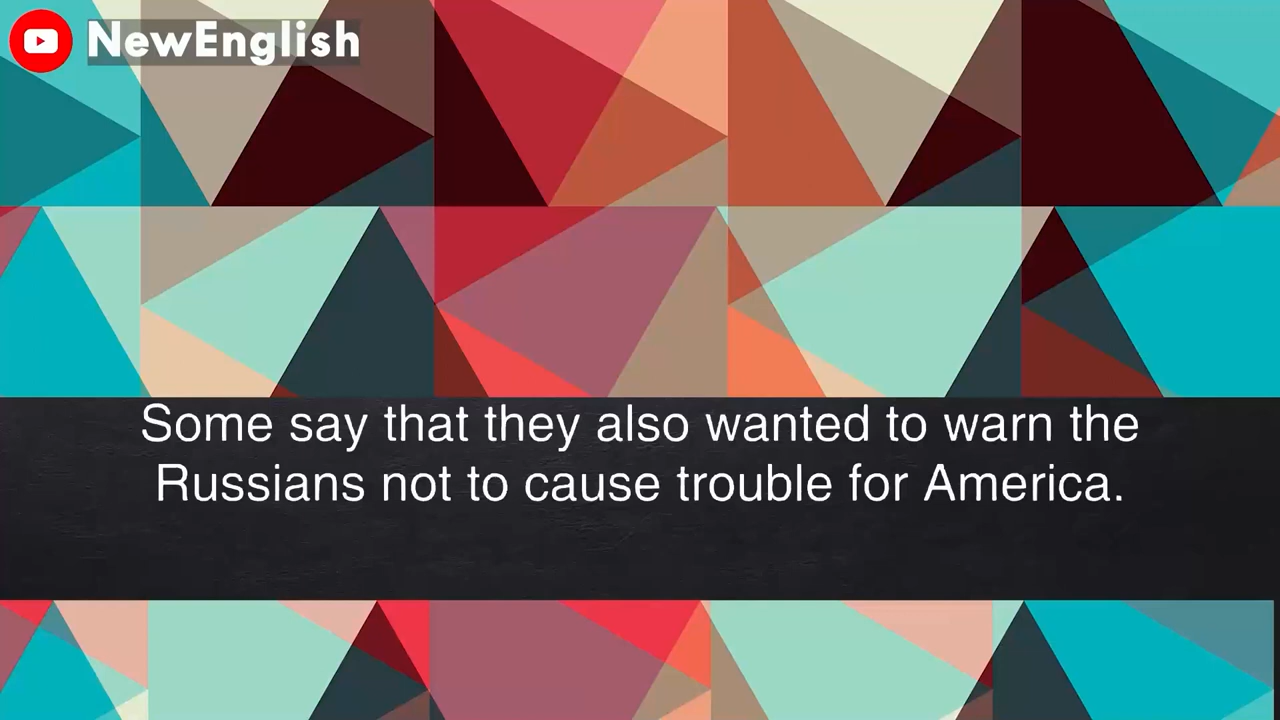 NewEnglish
Some say that they also wanted to warn the
Russians not to cause trouble for America.